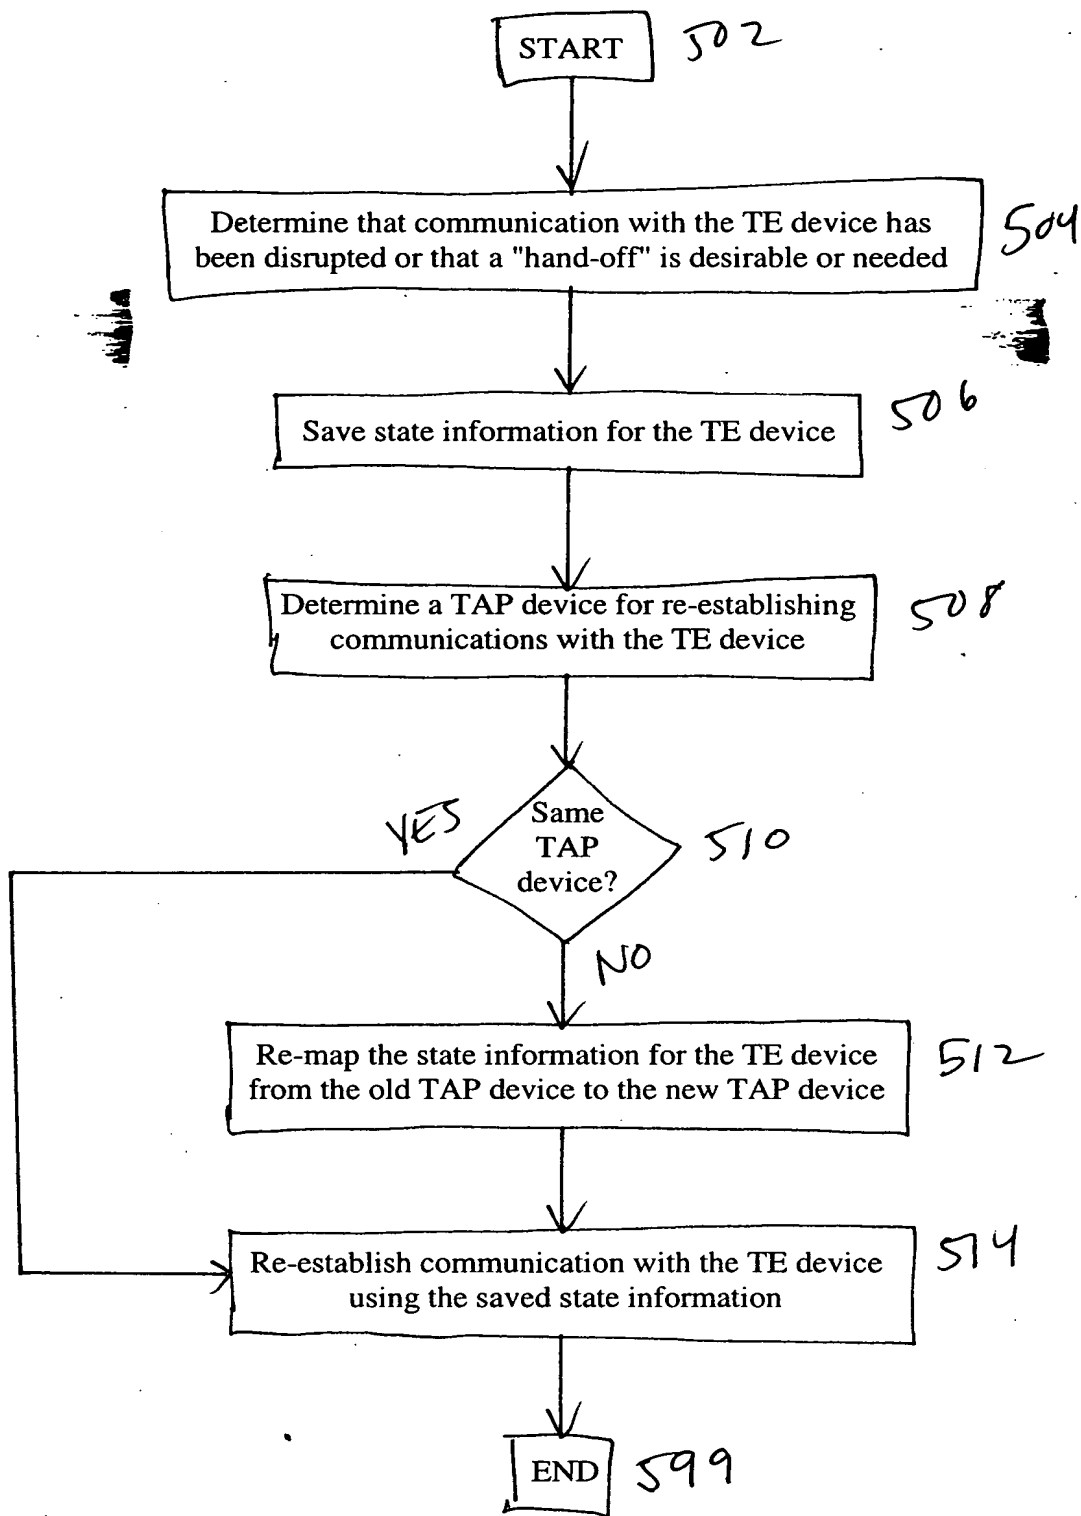 START 502
Determine that communication with the TE device has
been disrupted or that a "hand-off" is desirable or needed
504
Save state information for the TE device
506
Determine a TAP device for re-establishing
communications with the TE device
508
Same
TAP
device?
510
YES
NO
Re-map the state information for the TE device
from the old TAP device to the new TAP device
512
Re-establish communication with the TE device
using the saved state information
514
END 599